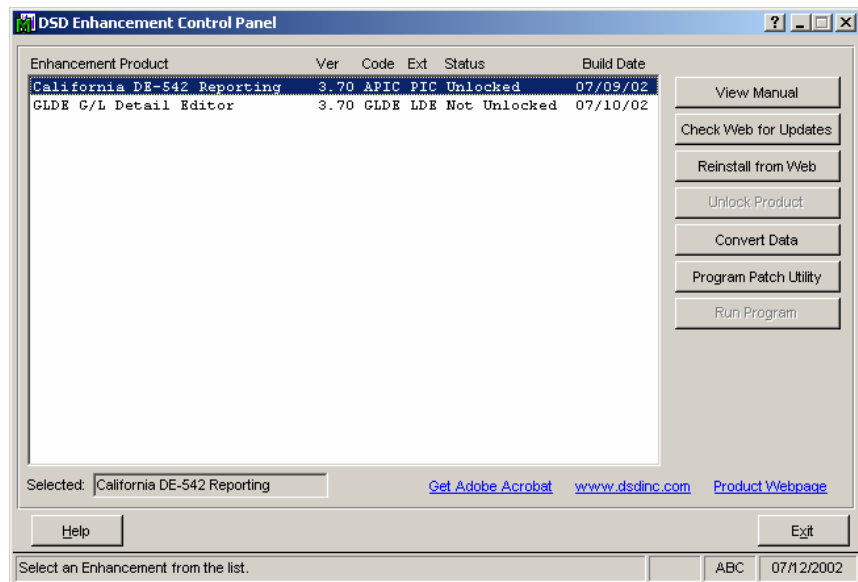 DSD Enhancement Control Panel
Enhancement Product Ver Code Ext Status Build Date
California DE-542 Reporting 3.70 APIC PIC Unlocked 07/09/02
GLDE G/L Detail Editor 3.70 GLDE LDE Not Unlocked 07/10/02
View Manual
Check Web for Updates
Reinstall from Web
Unlock Product
Convert Data
Program Patch Utility
Run Program
Selected: California DE-542 Reporting Get Adobe Acrobat www.dsdinc.com Product Webpage
Help Exit
Select an Enhancement from the list. ABC 07/12/2002